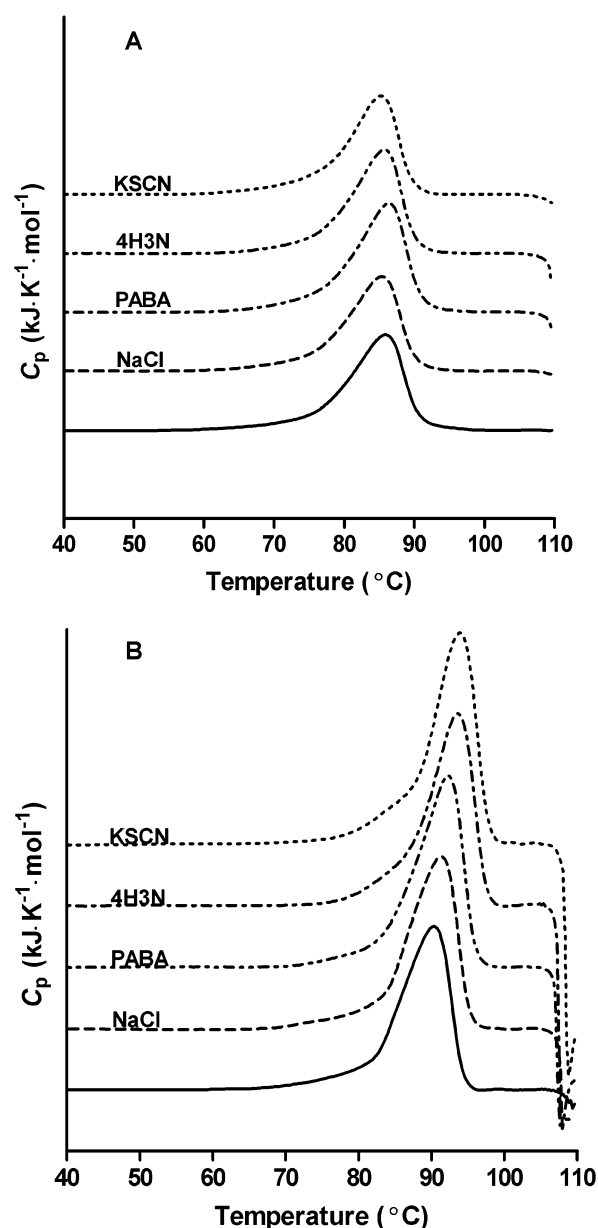 A
KSCN
4H3N
PABA
NaCl
Cp (kJ·K⁻¹·mol⁻¹)
40 50 60 70 80 90 100 110
Temperature (°C)
B
KSCN
4H3N
PABA
NaCl
Cp (kJ·K⁻¹·mol⁻¹)
40 50 60 70 80 90 100 110
Temperature (°C)